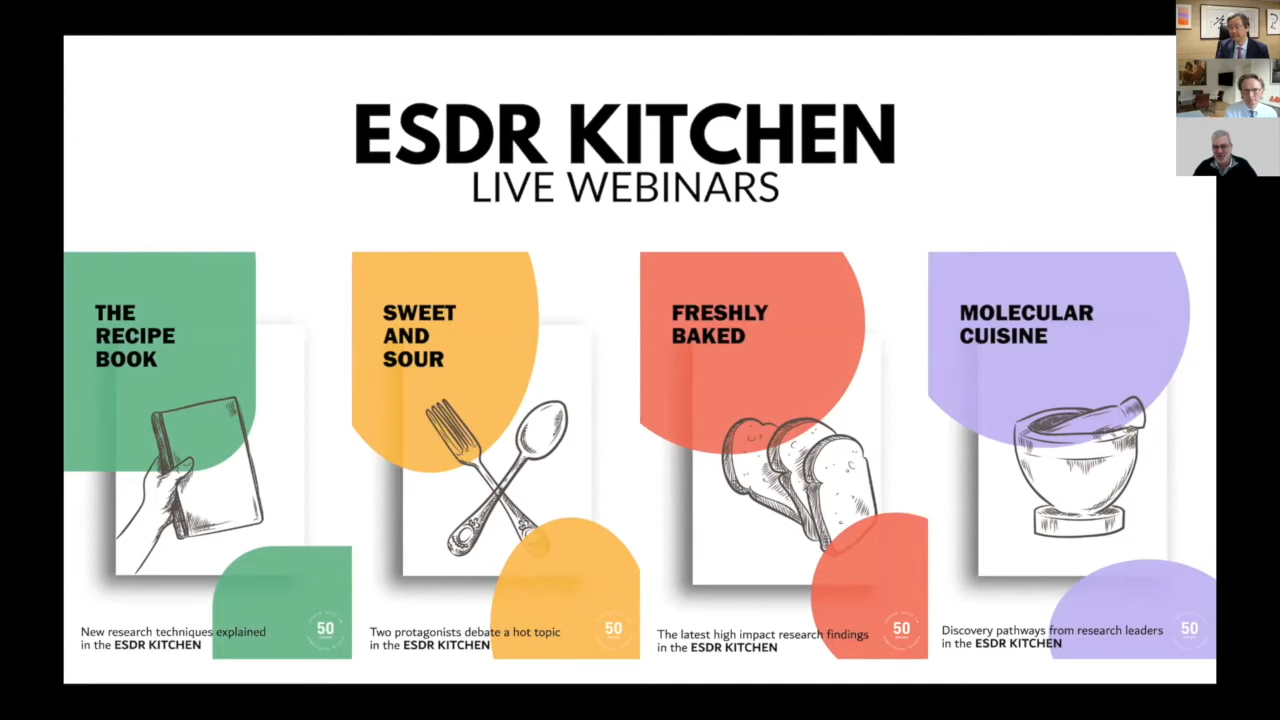 ESDR KITCHEN
LIVE WEBINARS
THE
RECIPE
BOOK
New research techniques explained
in the ESDR KITCHEN
50
SWEET
AND
SOUR
Two protagonists debate a hot topic
in the ESDR KITCHEN
50
FRESHLY
BAKED
The latest high impact research findings
in the ESDR KITCHEN
50
MOLECULAR
CUISINE
Discovery pathways from research leaders
in the ESDR KITCHEN
50